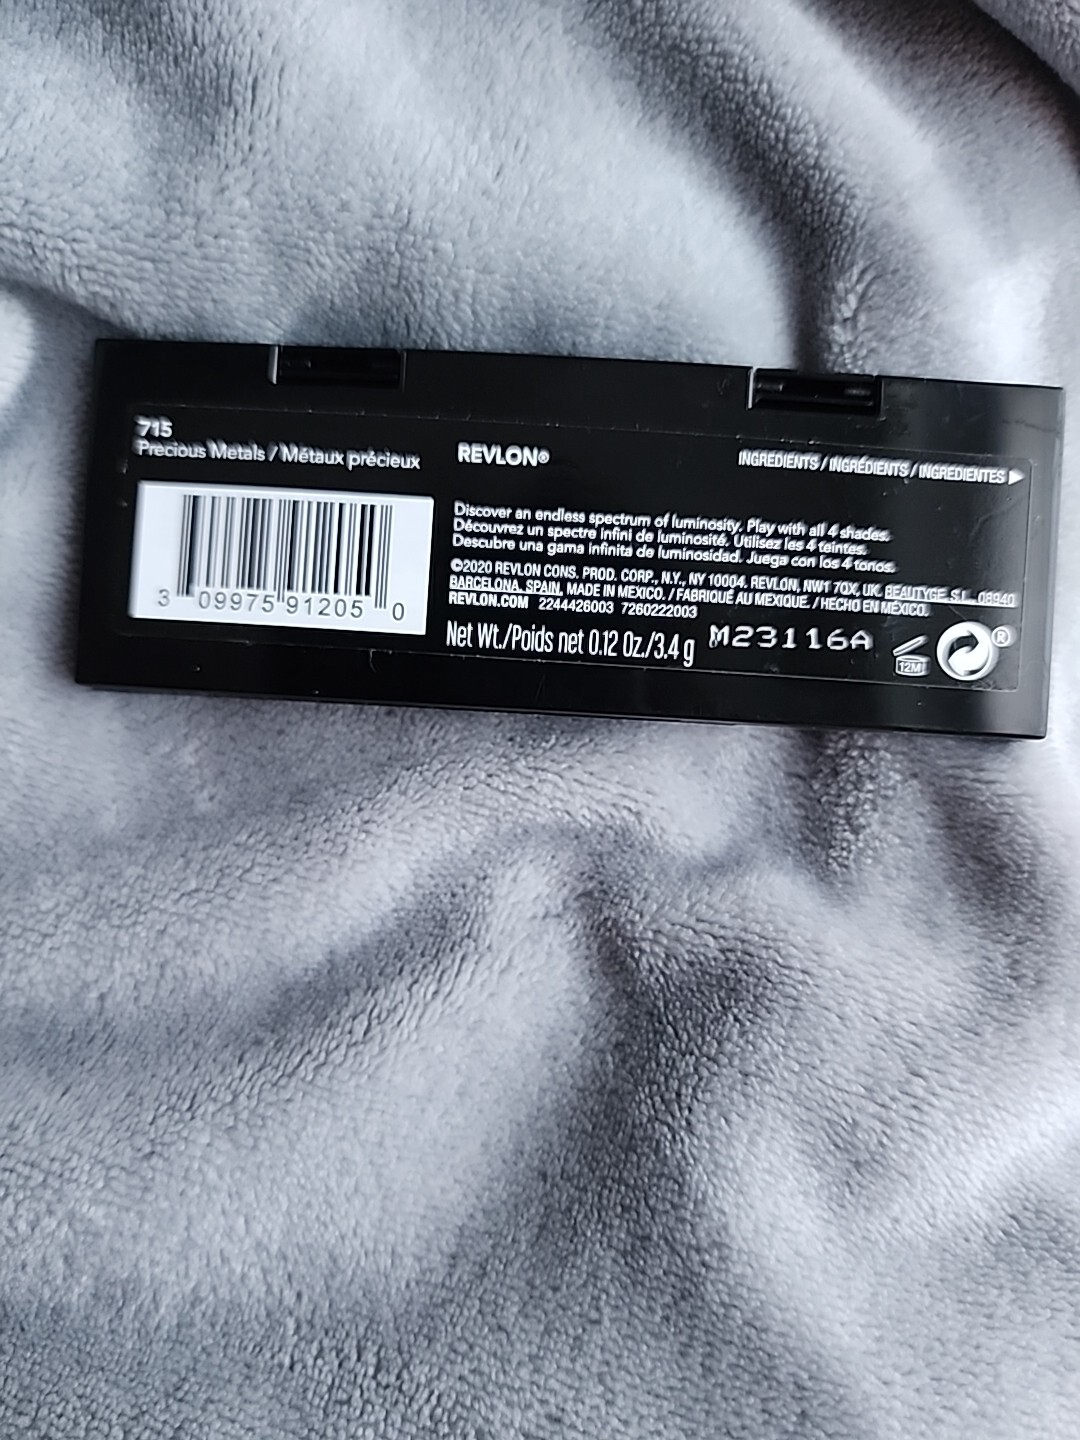 715
Precious Metals / Métaux précieux
3 09975 91205 0
REVLON®
INGREDIENTS / INGRÉDIENTS / INGREDIENTES ▶
Discover an endless spectrum of luminosity. Play with all 4 shades.
Découvrez un spectre infini de luminosité. Utilisez les 4 teintes.
Descubre una gama infinita de luminosidad. Juega con los 4 tonos.
©2020 REVLON CONS. PROD. CORP., N.Y., NY 10004. REVLON, NW1 7QX, UK. BEAUTYGE, S.L., 08940
BARCELONA, SPAIN. MADE IN MEXICO. / FABRIQUÉ AU MEXIQUE. / HECHO EN MÉXICO.
REVLON.COM 2244426003 7260222003
Net Wt./Poids net 0.12 Oz./3.4 g M23116A
12M
®